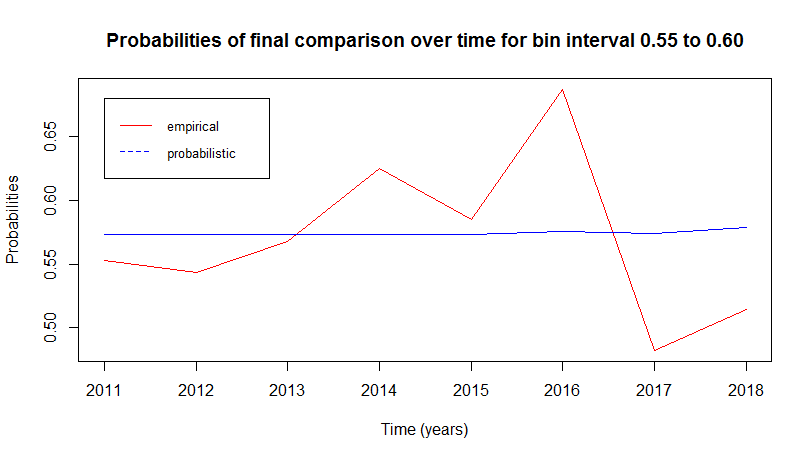 Probabilities of final comparison over time for bin interval 0.55 to 0.60
empirical
probabilistic
Probabilities
0.65
0.60
0.55
0.50
2011 2012 2013 2014 2015 2016 2017 2018
Time (years)